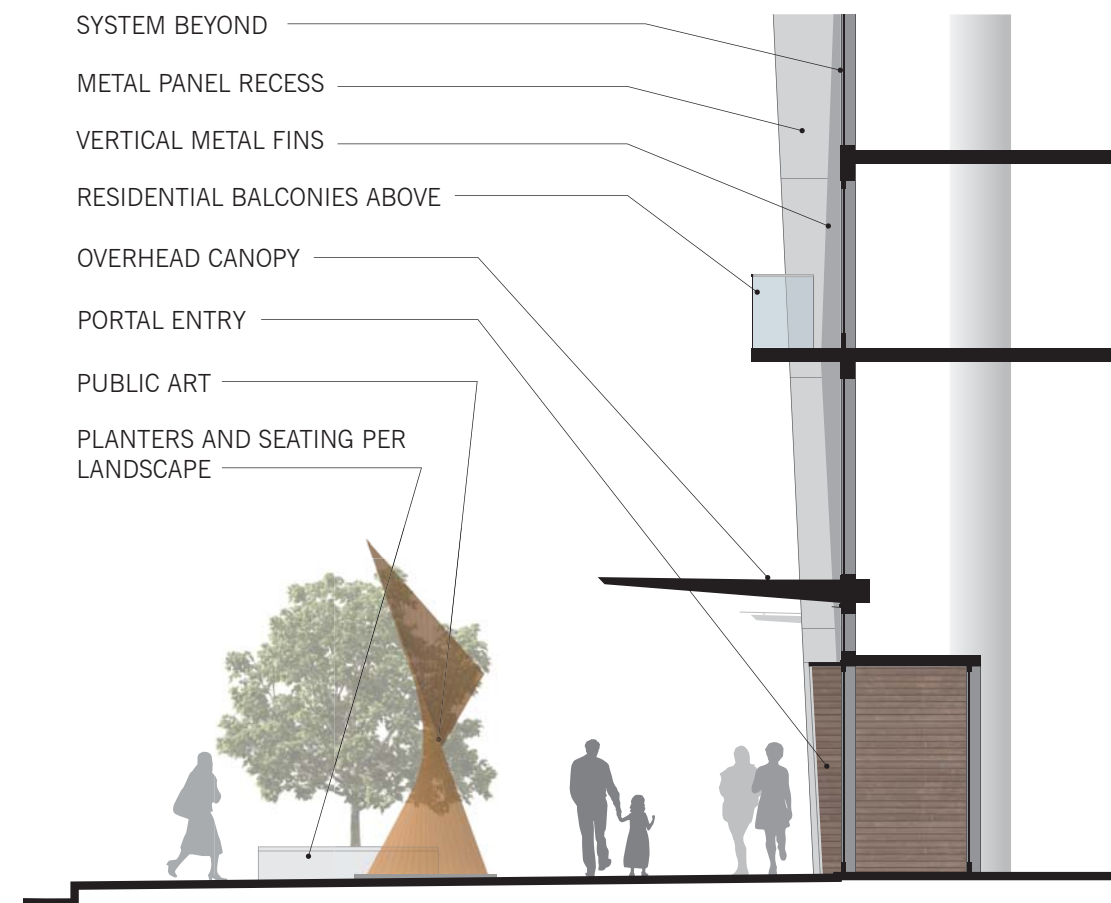 SYSTEM BEYOND
METAL PANEL RECESS
VERTICAL METAL FINS
RESIDENTIAL BALCONIES ABOVE
OVERHEAD CANOPY
PORTAL ENTRY
PUBLIC ART
PLANTERS AND SEATING PER
LANDSCAPE